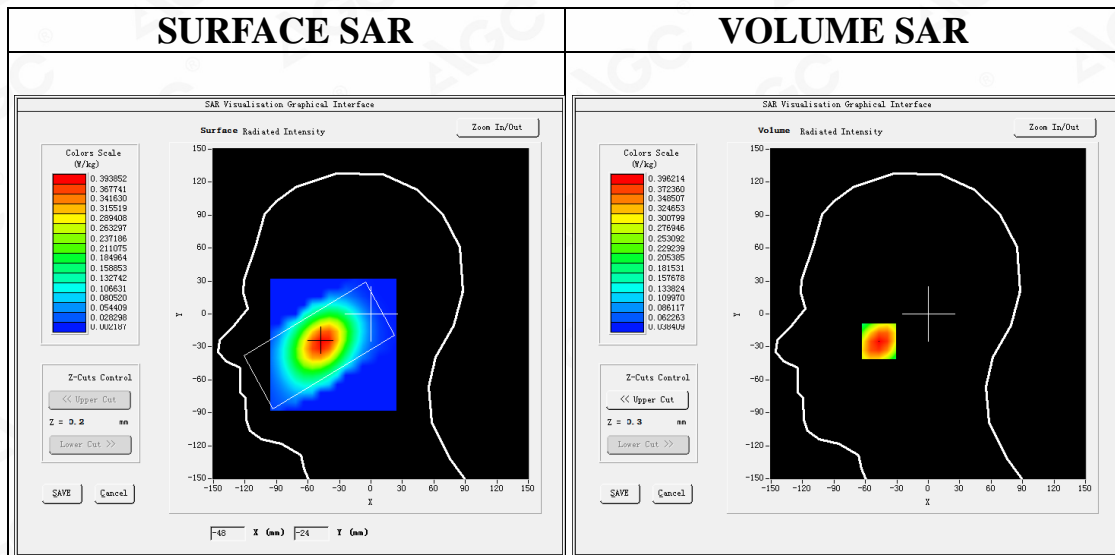 SURFACE SAR
VOLUME SAR
SAR Visualisation Graphical Interface
Surface Radiated Intensity
Zoom In/Out
Colors Scale
(W/kg)
0.393852
0.367741
0.341630
0.315519
0.289408
0.263297
0.237186
0.211075
0.184964
0.158853
0.132742
0.106631
0.080520
0.054409
0.028298
0.002187
Z-Cuts Control
<< Upper Cut
Z = 0.2 mm
Lower Cut >>
SAVE
Cancel
150
120
90
60
30
0
-30
-60
-90
-120
-150
Y
-150 -120 -90 -60 -30 0 30 60 90 120 150
X
-48 X (mm) -24 Y (mm)
SAR Visualisation Graphical Interface
Volume Radiated Intensity
Zoom In/Out
Colors Scale
(W/kg)
0.396214
0.372360
0.348507
0.324653
0.300799
0.276946
0.253092
0.229239
0.205385
0.181531
0.157678
0.133824
0.109970
0.086117
0.062263
0.038409
Z-Cuts Control
<< Upper Cut
Z = 0.3 mm
Lower Cut >>
SAVE
Cancel
150
120
90
60
30
0
-30
-60
-90
-120
-150
Y
-150 -120 -90 -60 -30 0 30 60 90 120 150
X